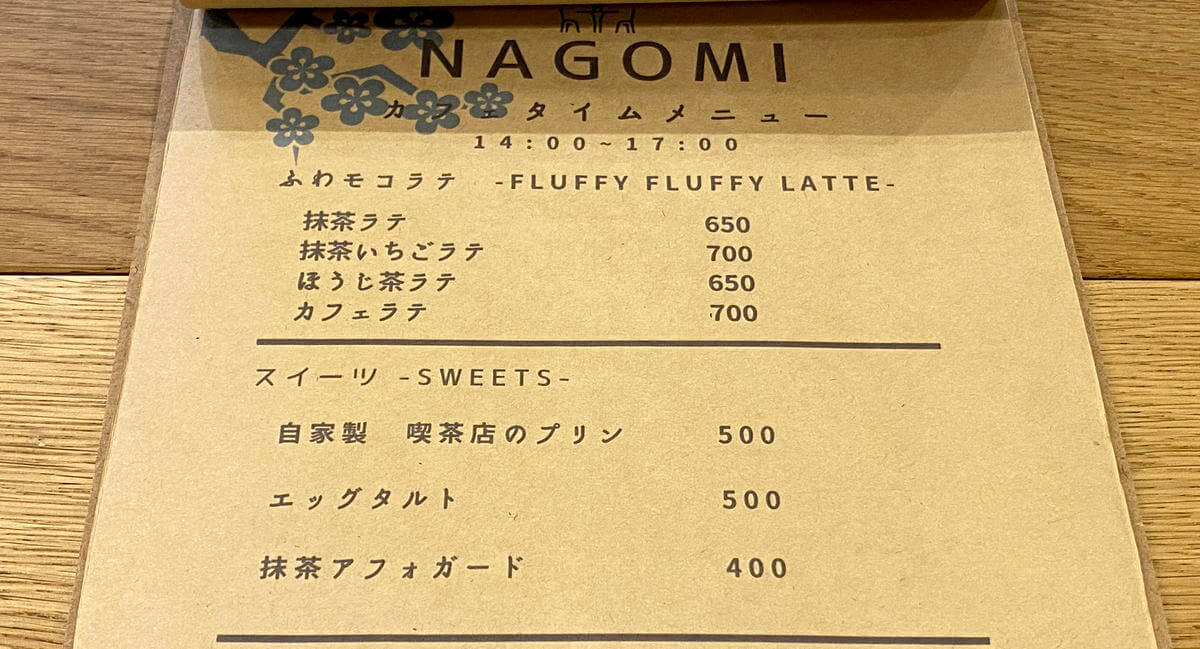 NAGOMI
カフェタイムメニュー
14:00~17:00
ふわモコラテ -FLUFFY FLUFFY LATTE-
抹茶ラテ 650
抹茶いちごラテ 700
ほうじ茶ラテ 650
カフェラテ 700
スイーツ -SWEETS-
自家製 喫茶店のプリン 500
エッグタルト 500
抹茶アフォガード 400